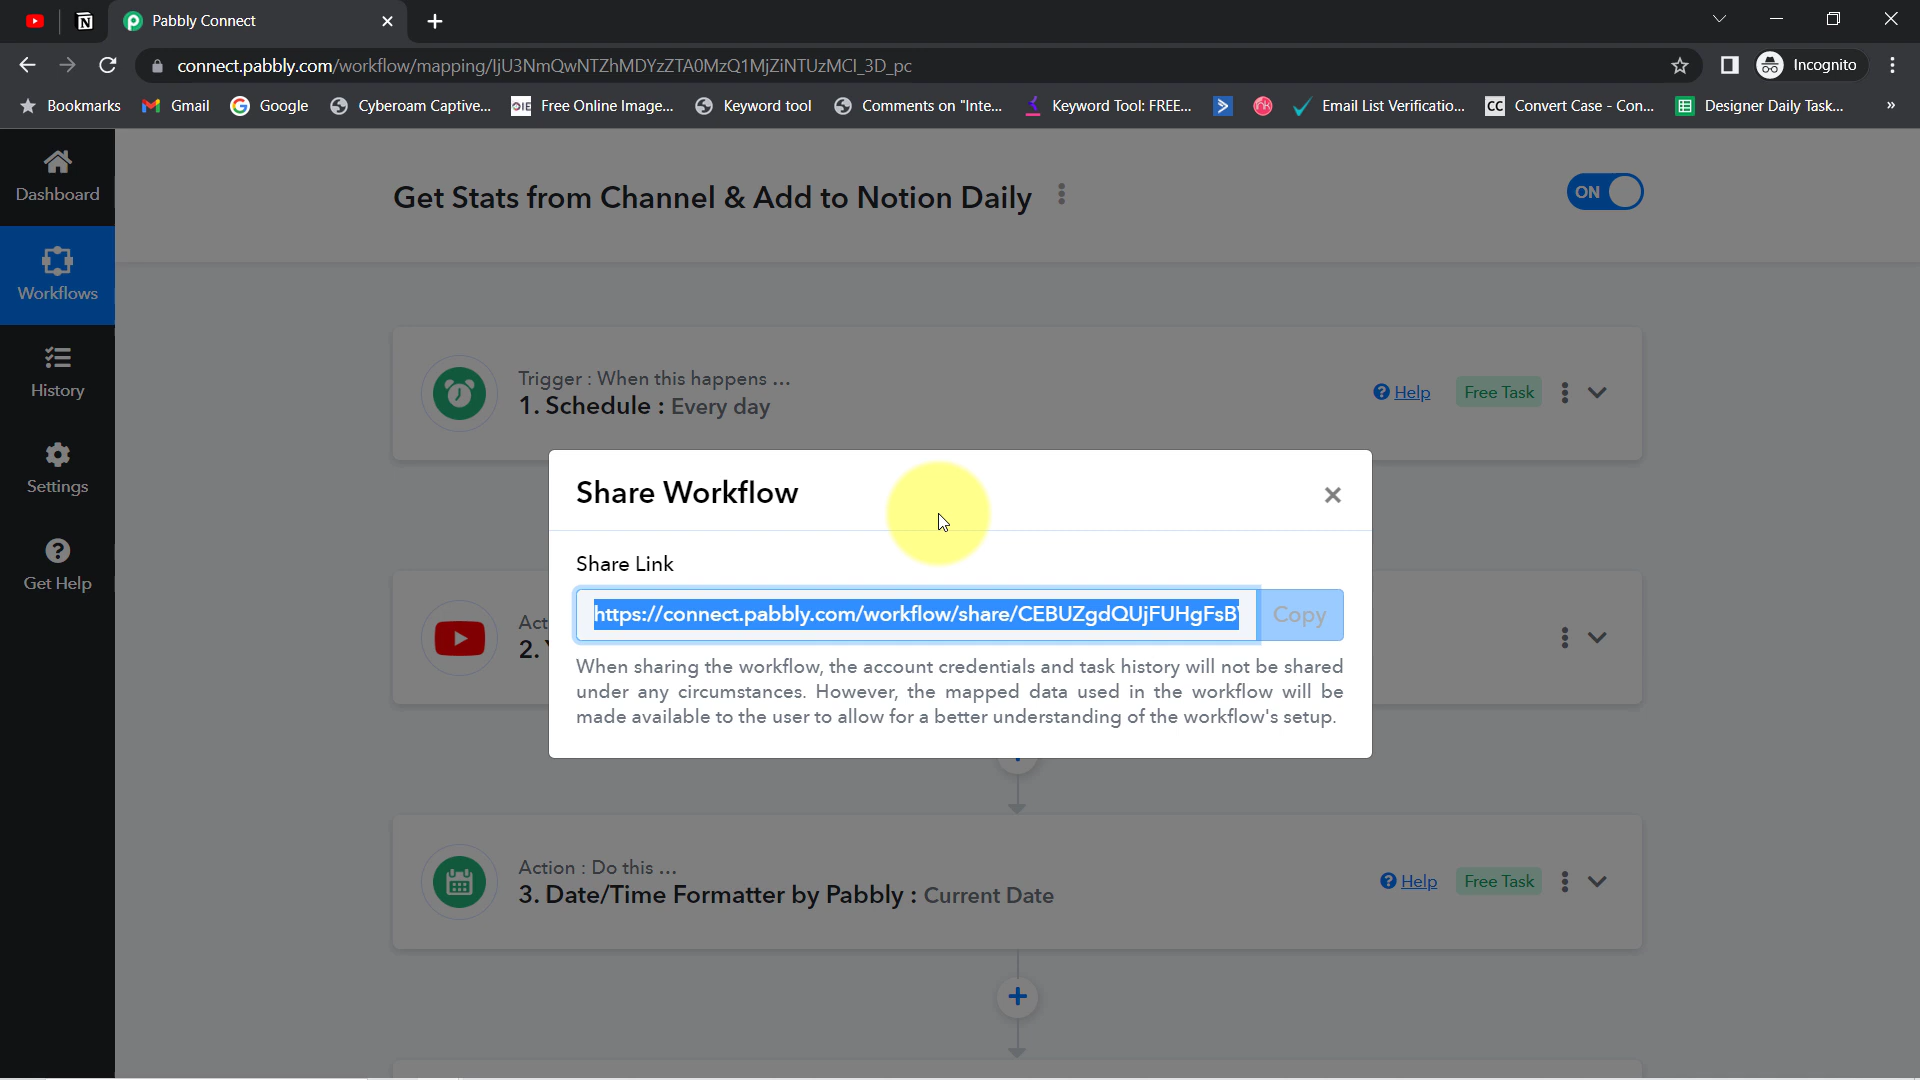 Pabbly Connect
connect.pabbly.com/workflow/mapping/IjU3NmQwNTZhMDYzZTA0MzQ1MjZiNTUzMCI_3D_pc
Incognito
Bookmarks
Gmail
Google
Cyberoam Captive...
OIE
Free Online Image...
Keyword tool
Comments on "Inte...
Keyword Tool: FREE...
Email List Verificatio...
CC
Convert Case - Con...
Designer Daily Task...
»
Dashboard
Workflows
History
Settings
Get Help
Get Stats from Channel & Add to Notion Daily
ON
Trigger : When this happens ...
1. Schedule : Every day
Help
Free Task
Share Workflow
Share Link
https://connect.pabbly.com/workflow/share/CEBUZgdQUjFUHgFsB
Copy
When sharing the workflow, the account credentials and task history will not be shared
under any circumstances. However, the mapped data used in the workflow will be
made available to the user to allow for a better understanding of the workflow's setup.
2.
Action : Do this ...
3. Date/Time Formatter by Pabbly : Current Date
Help
Free Task